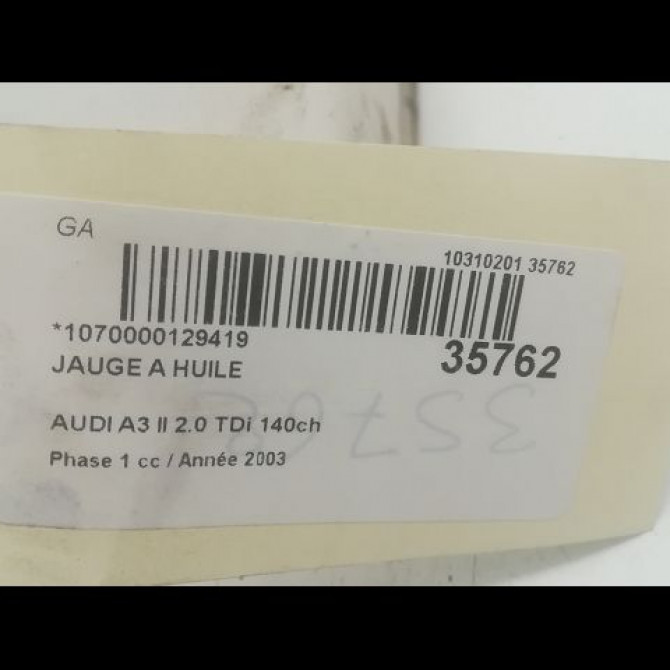 GA
10310201 35762
*1070000129419
35762
JAUGE A HUILE
AUDI A3 II 2.0 TDi 140ch
Phase 1 cc / Année 2003